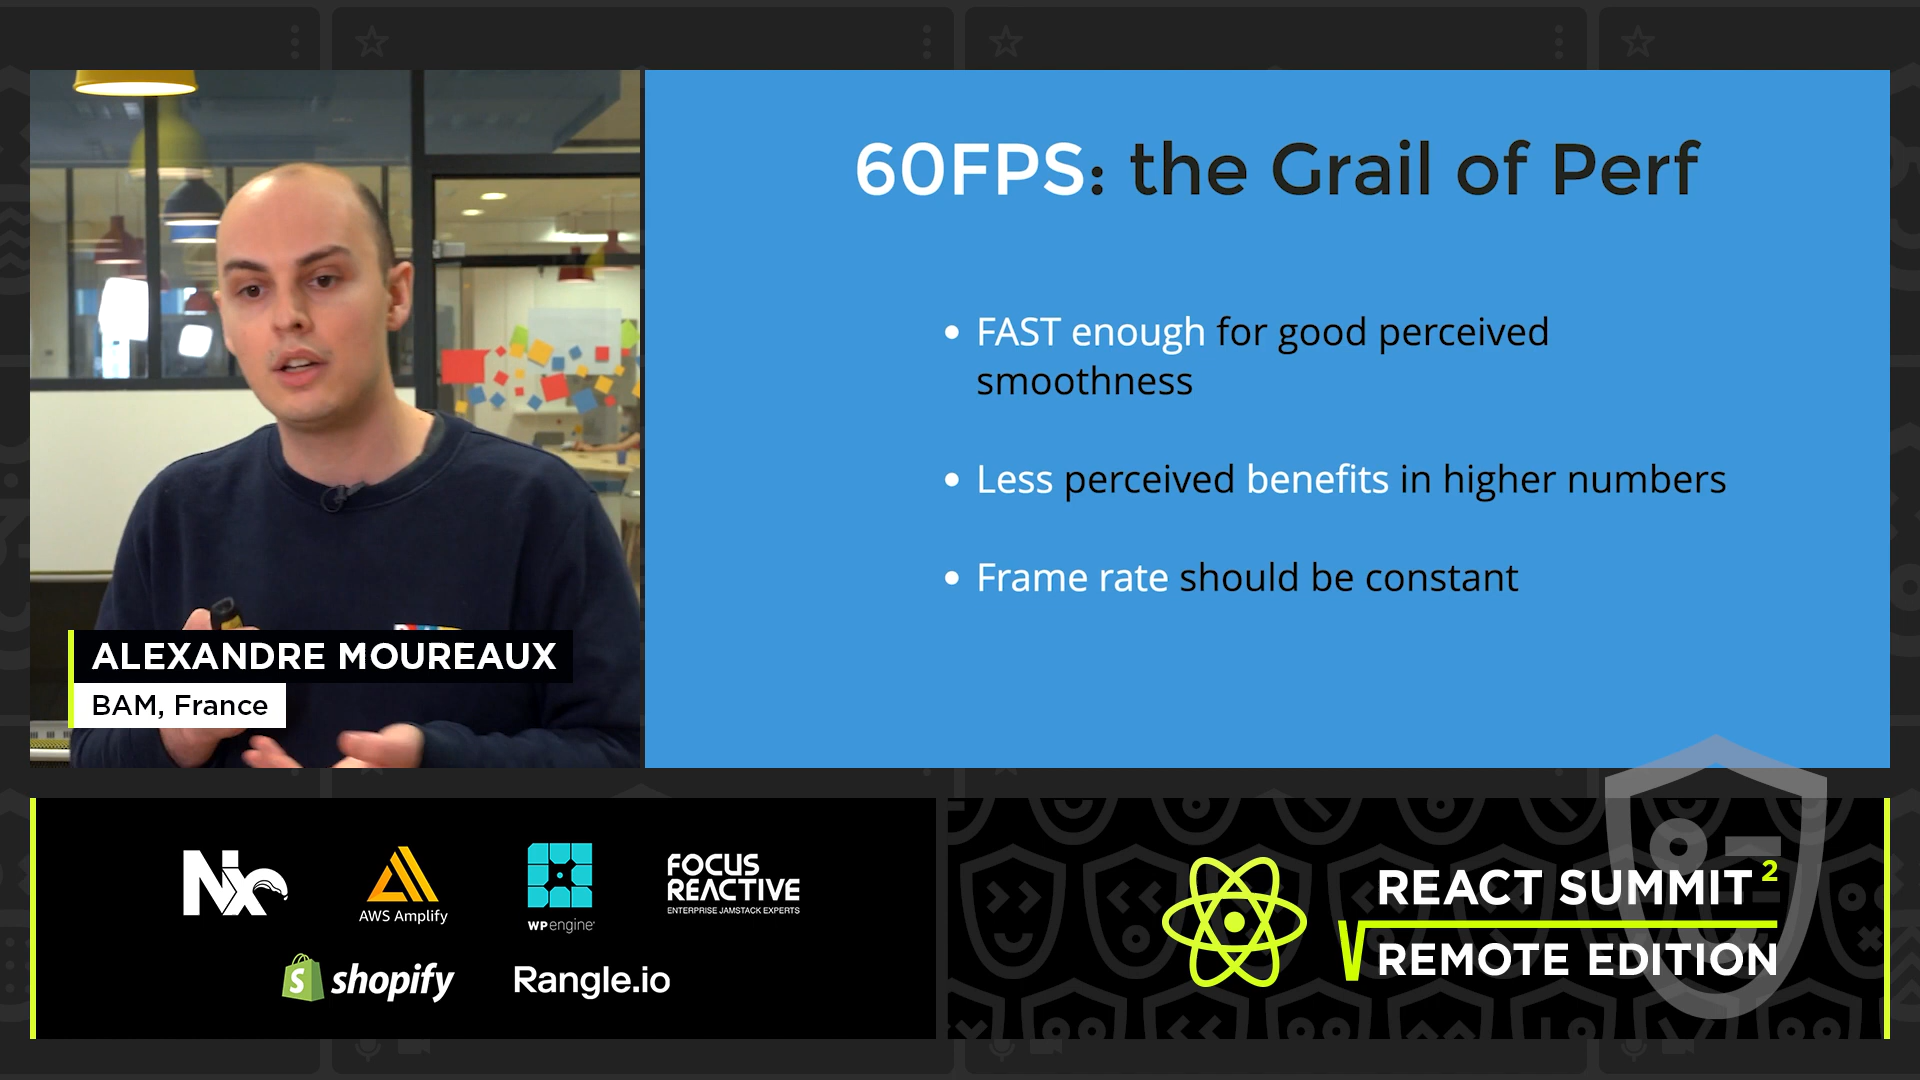 60FPS: the Grail of Perf
• FAST enough for good perceived
smoothness
• Less perceived benefits in higher numbers
• Frame rate should be constant
ALEXANDRE MOUREAUX
BAM, France
Nx
AWS Amplify
WP engine
FOCUS
REACTIVE
ENTERPRISE JAMSTACK EXPERTS
shopify
Rangle.io
REACT SUMMIT ²
REMOTE EDITION